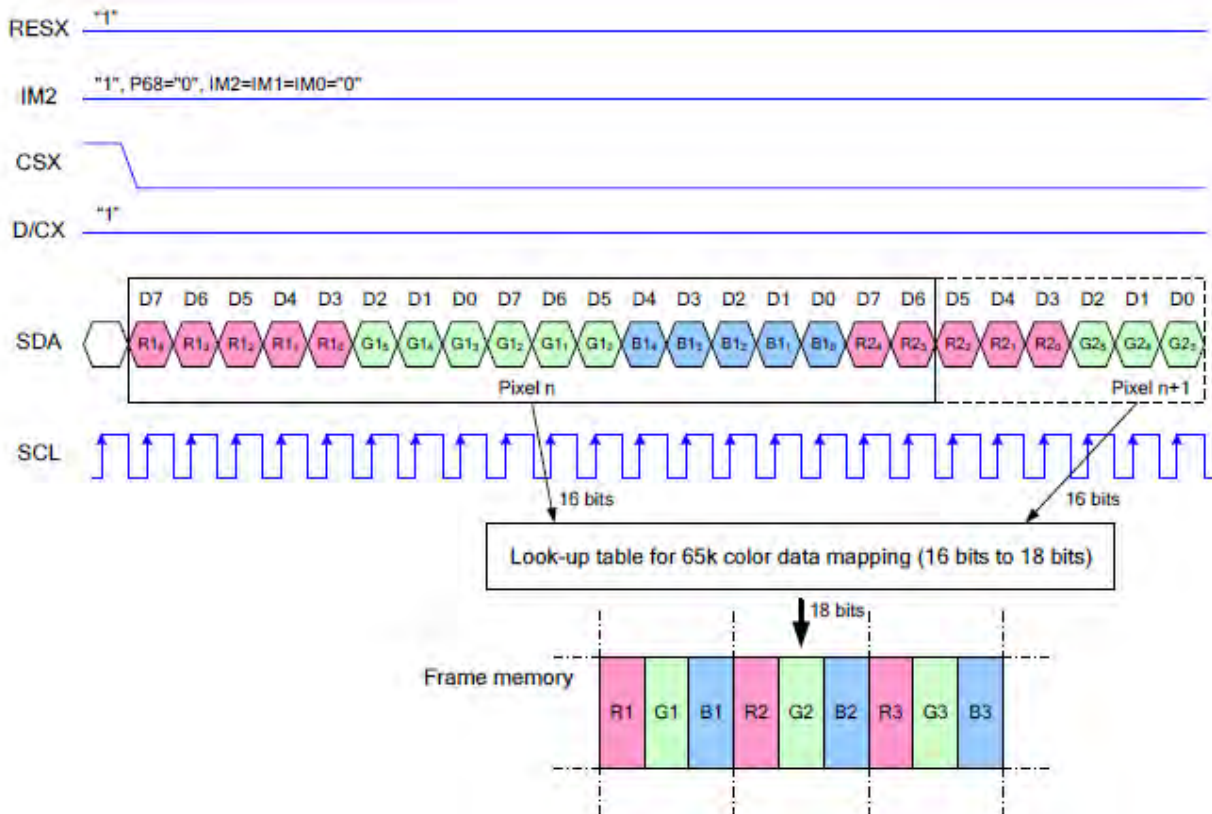 RESX "1"
IM2 "1", P68="0", IM2=IM1=IM0="0"
CSX
D/CX "1"
D7 D6 D5 D4 D3 D2 D1 D0 D7 D6 D5 D4 D3 D2 D1 D0 D7 D6 D5 D4 D3 D2 D1 D0
SDA R1₄ R1₃ R1₂ R1₁ R1₀ G1₅ G1₄ G1₃ G1₂ G1₁ G1₀ B1₄ B1₃ B1₂ B1₁ B1₀ R2₄ R2₃ R2₂ R2₁ R2₀ G2₅ G2₄ G2₃
Pixel n Pixel n+1
SCL
16 bits 16 bits
Look-up table for 65k color data mapping (16 bits to 18 bits)
18 bits
Frame memory
R1 G1 B1 R2 G2 B2 R3 G3 B3